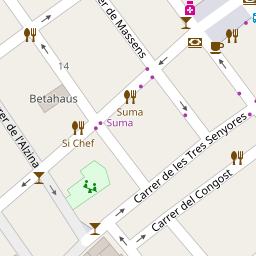 er de Massens
14
Betahaus
Suma
Suma
Si Chef
er de l'Alzina
Carrer de les Tres Senyores
Carrer del Congost